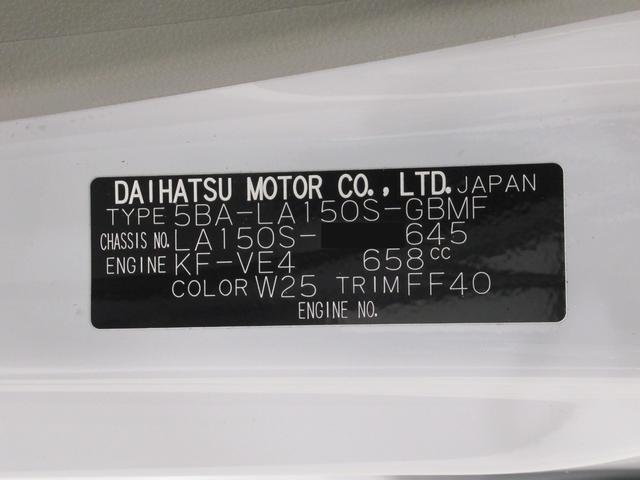 DAIHATSU MOTOR CO.,LTD. JAPAN
TYPE 5BA-LA150S-GBMF
CHASSIS NO. LA150S- 645
ENGINE KF-VE4 658cc
COLOR W25 TRIM FF40
ENGINE NO.